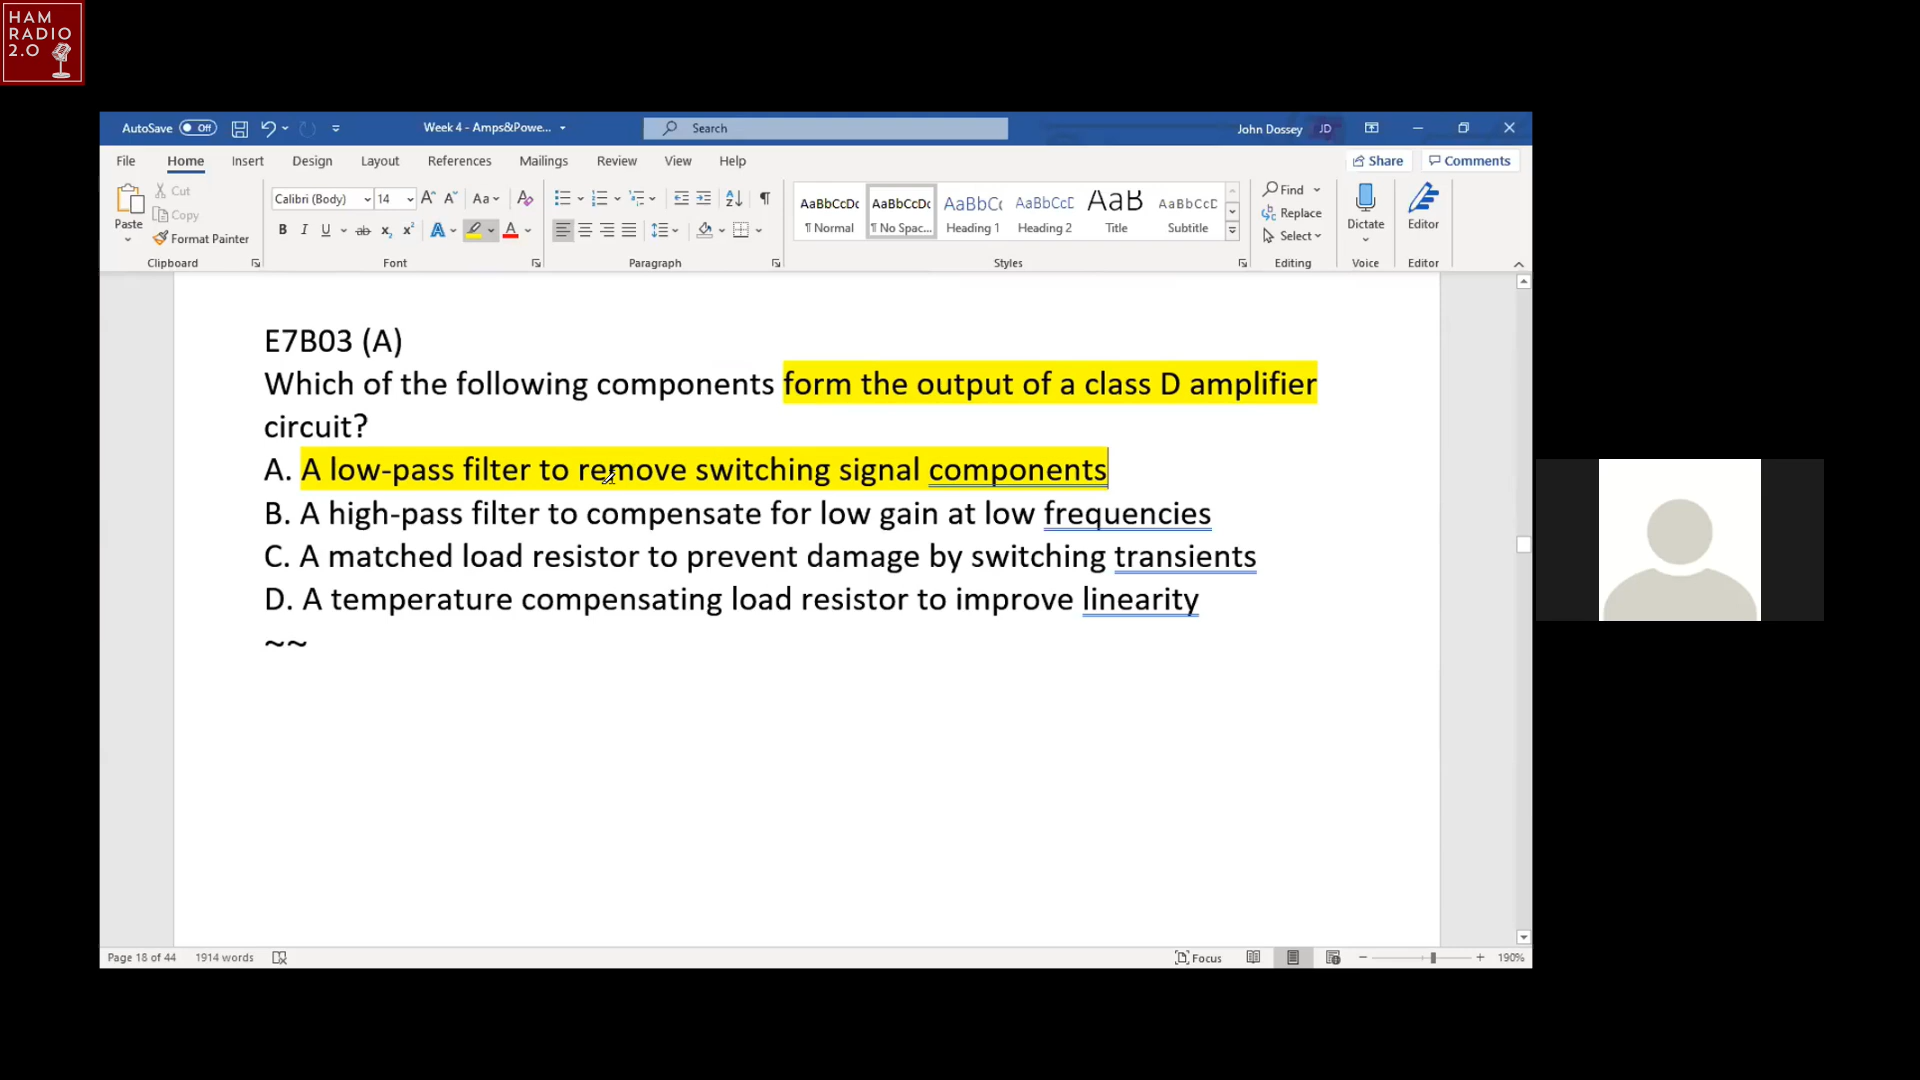 HAM
RADIO
2.0
AutoSave Off
Week 4 - Amps&Powe...
Search
John Dossey JD
File Home Insert Design Layout References Mailings Review View Help
Share Comments
Paste
Cut
Copy
Format Painter
Clipboard
Calibri (Body) 14
Font
Paragraph
AaBbCcDc AaBbCcDc AaBbCc AaBbCcD AaB AaBbCcD
¶ Normal ¶ No Spac... Heading 1 Heading 2 Title Subtitle
Styles
Find
Replace
Select
Editing
Dictate
Voice
Editor
Editor
E7B03 (A)
Which of the following components form the output of a class D amplifier
circuit?
A. A low-pass filter to remove switching signal components
B. A high-pass filter to compensate for low gain at low frequencies
C. A matched load resistor to prevent damage by switching transients
D. A temperature compensating load resistor to improve linearity
~~
Page 18 of 44 1914 words
Focus
190%